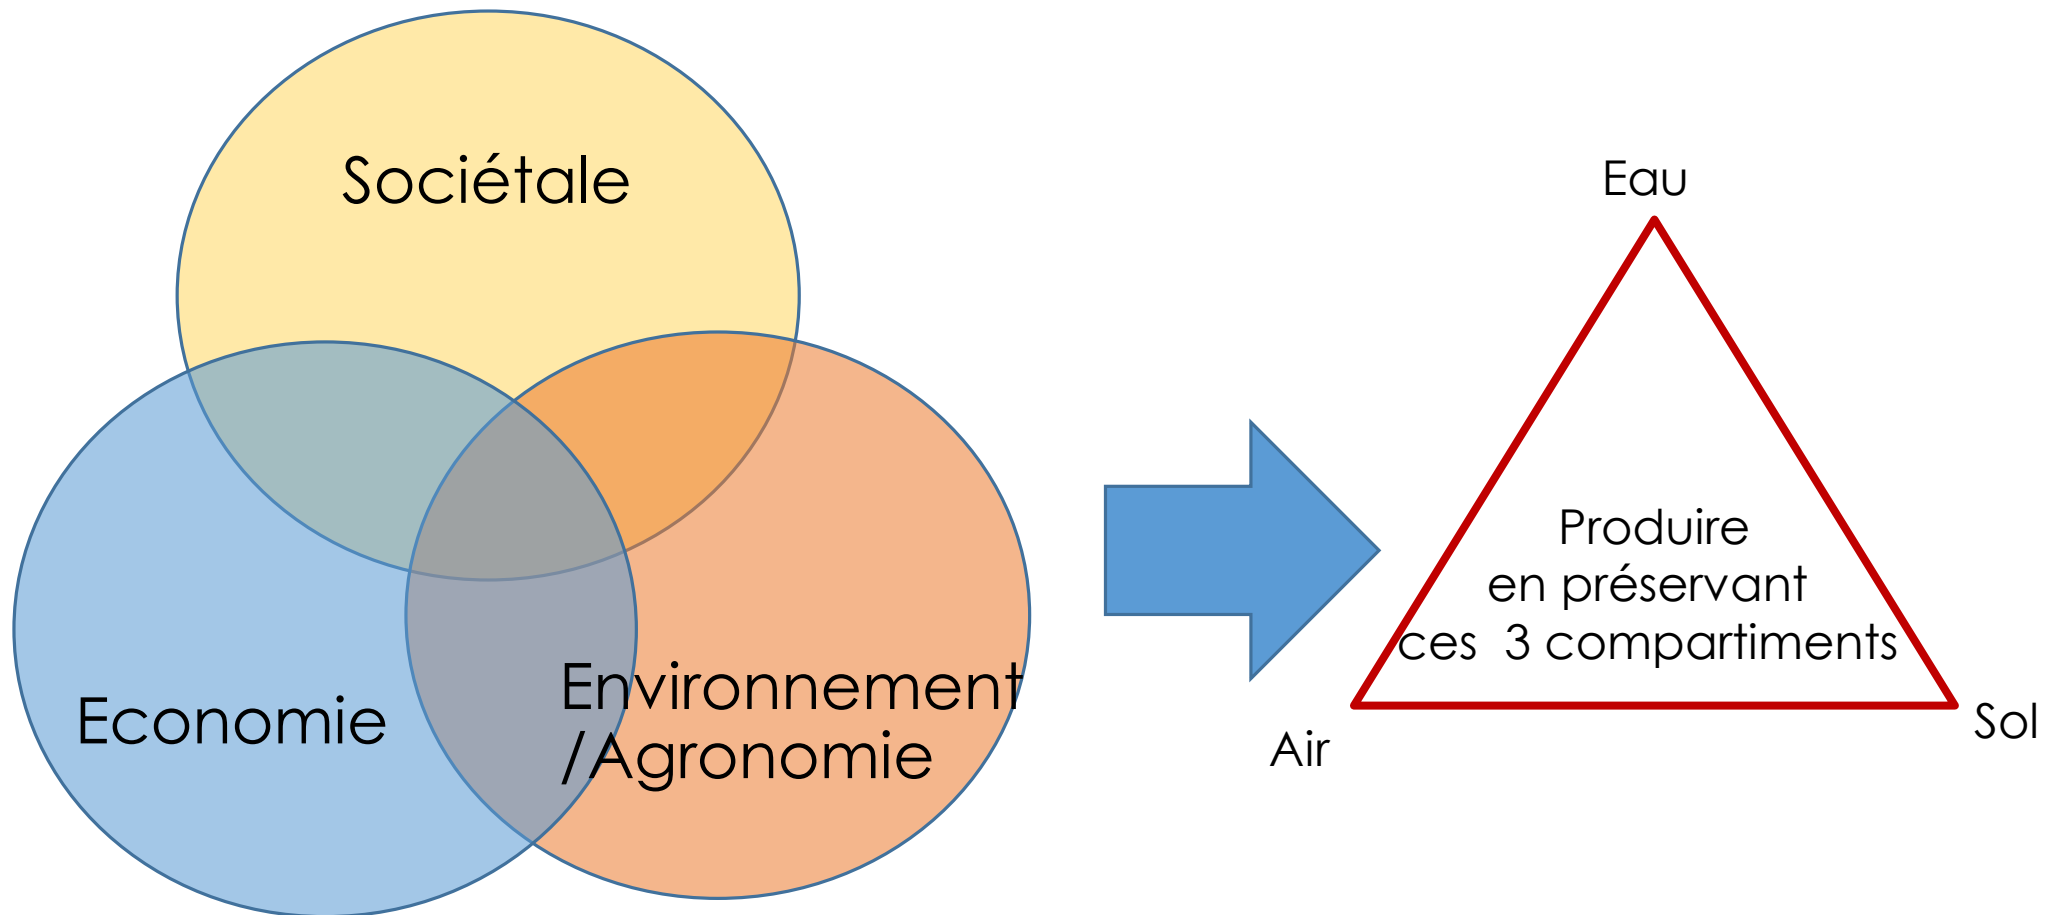 Sociétale
Economie
Environnement
/Agronomie
Eau
Produire
en préservant
ces  3 compartiments
Air
Sol